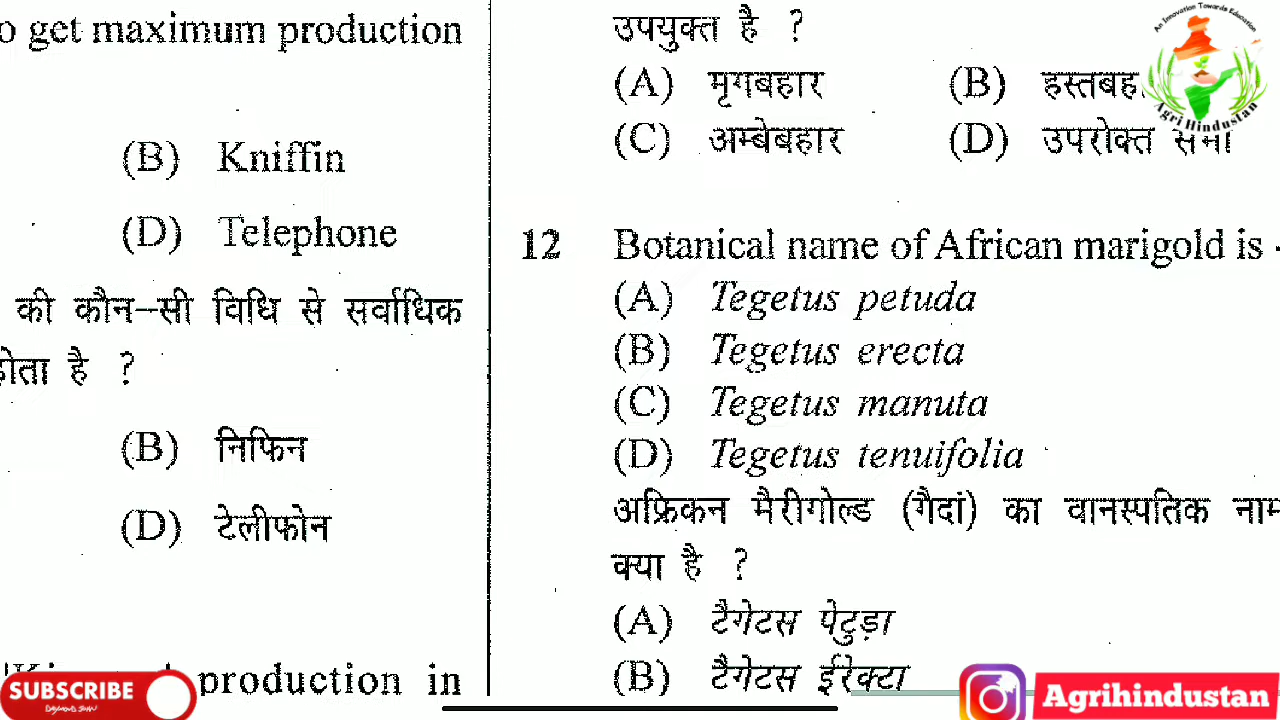 o get maximum production
(B) Kniffin
(D) Telephone
की कौन-सी विधि से सर्वाधिक
होता है ?
(B) निफिन
(D) टेलीफोन
production in
उपयुक्त है ?
(A) मृगबहार (B) हस्तबह
(C) अम्बेबहार (D) उपरोक्त सभी
12 Botanical name of African marigold is -
(A) Tegetus petuda
(B) Tegetus erecta
(C) Tegetus manuta
(D) Tegetus tenuifolia
अफ्रिकन मैरीगोल्ड (गैदां) का वानस्पतिक नाम
क्या है ?
(A) टैगेटस पेटुड़ा
(B) टैगेटस ईरेक्टा
An Innovation Towards Education
Agri Hindustan
SUBSCRIBE
Agrihindustan